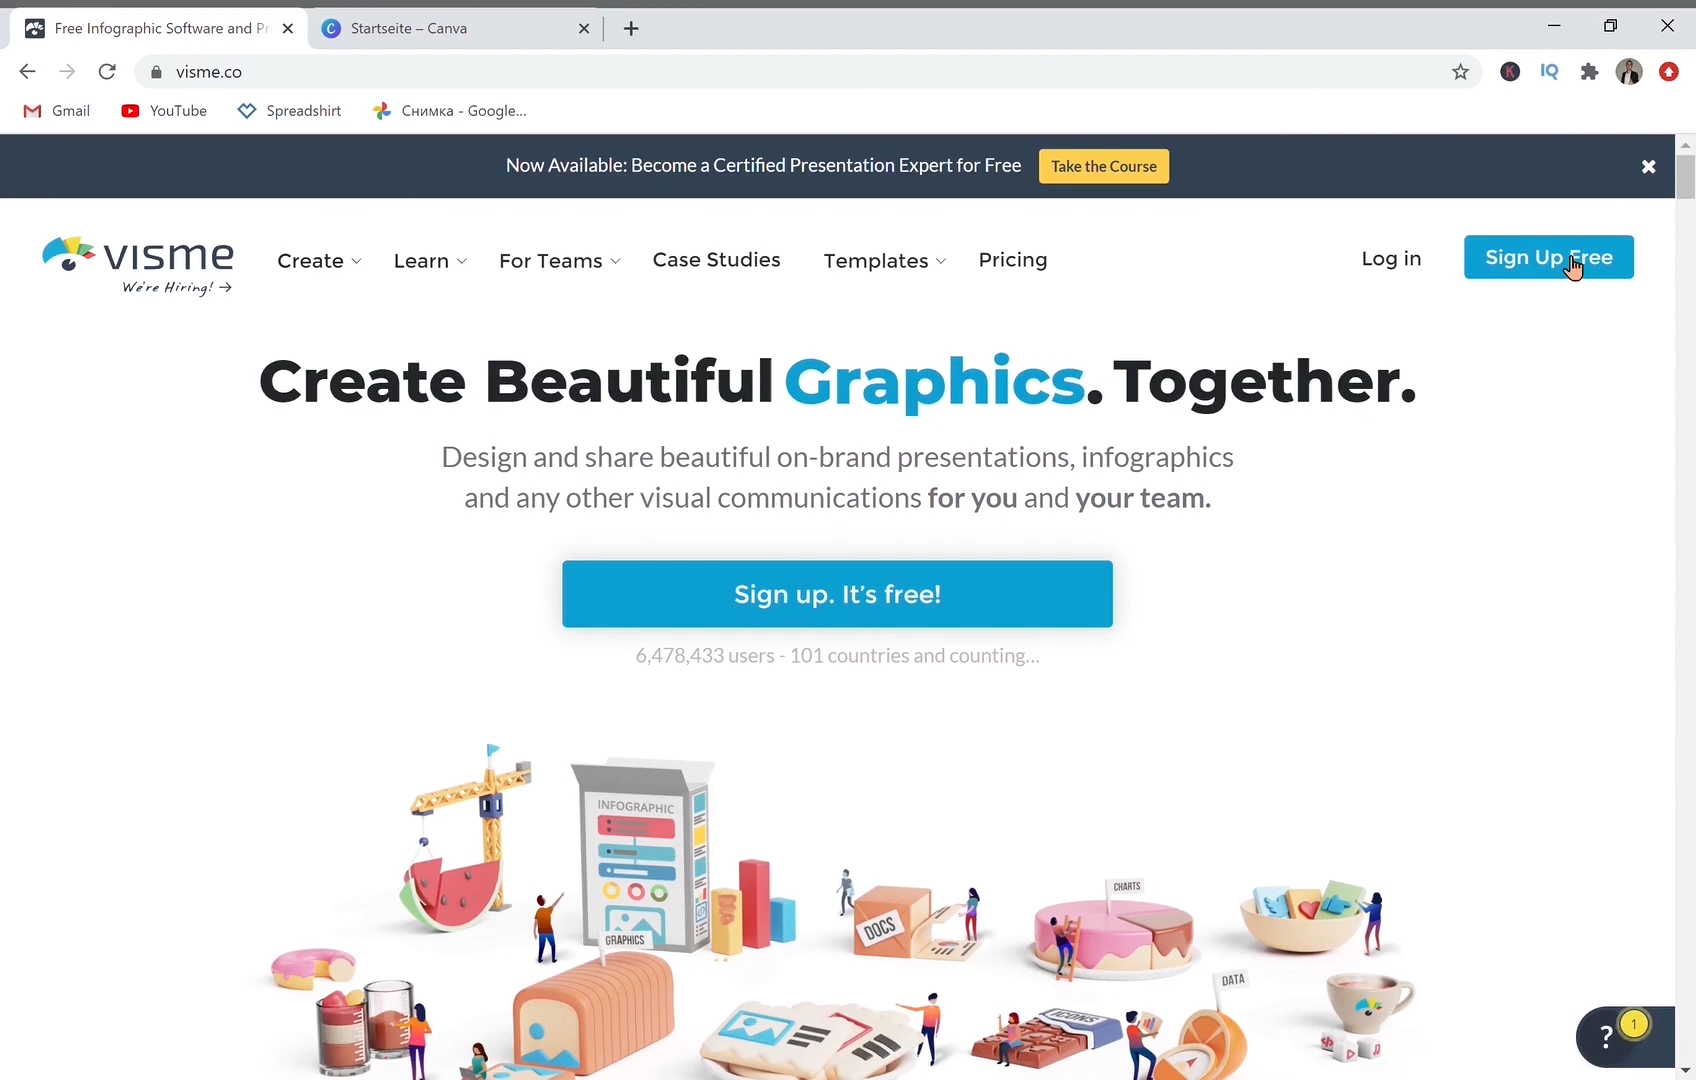 Free Infographic Software and Pr
Startseite – Canva
visme.co
K
IQ
Gmail
YouTube
Spreadshirt
Снимка - Google...
Now Available: Become a Certified Presentation Expert for Free
Take the Course
visme
We're Hiring! →
Create
Learn
For Teams
Case Studies
Templates
Pricing
Log in
Sign Up Free
Create Beautiful Graphics. Together.
Design and share beautiful on-brand presentations, infographics
and any other visual communications for you and your team.
Sign up. It's free!
6,478,433 users - 101 countries and counting...
INFOGRAPHIC
GRAPHICS
DOCS
CHARTS
DATA
ICONS
?
1